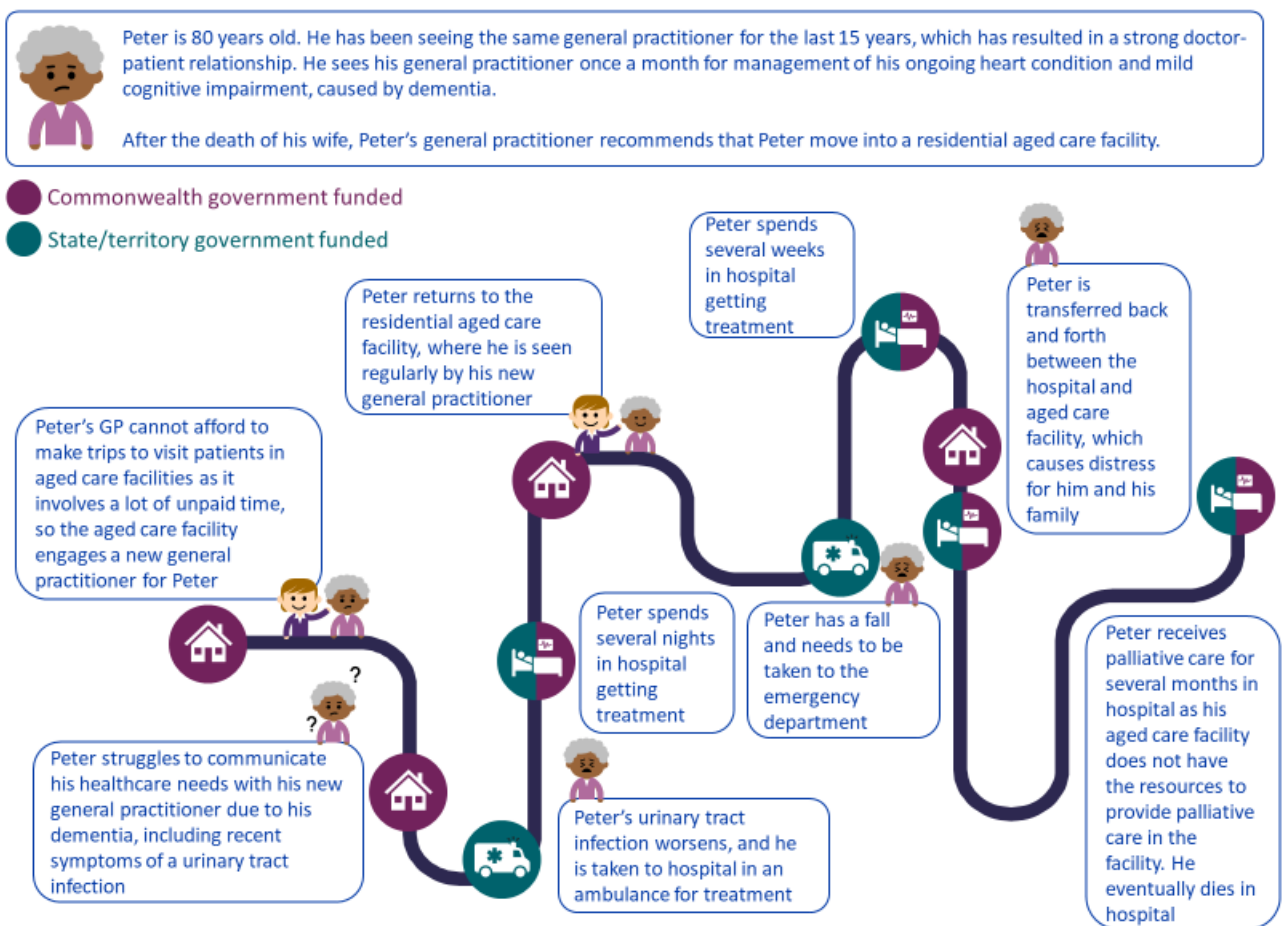 Peter is 80 years old. He has been seeing the same general practitioner for the last 15 years, which has resulted in a strong doctor-
patient relationship. He sees his general practitioner once a month for management of his ongoing heart condition and mild
cognitive impairment, caused by dementia.
After the death of his wife, Peter's general practitioner recommends that Peter move into a residential aged care facility.
Commonwealth government funded
State/territory government funded
Peter's GP cannot afford to
make trips to visit patients in
aged care facilities as it
involves a lot of unpaid time,
so the aged care facility
engages a new general
practitioner for Peter
?
?
Peter struggles to communicate
his healthcare needs with his new
general practitioner due to his
dementia, including recent
symptoms of a urinary tract
infection
Peter's urinary tract
infection worsens, and he
is taken to hospital in an
ambulance for treatment
Peter spends
several nights
in hospital
getting
treatment
Peter returns to the
residential aged care
facility, where he is seen
regularly by his new
general practitioner
Peter has a fall
and needs to be
taken to the
emergency
department
Peter spends
several weeks
in hospital
getting
treatment
Peter is
transferred back
and forth
between the
hospital and
aged care
facility, which
causes distress
for him and his
family
Peter receives
palliative care for
several months in
hospital as his
aged care facility
does not have
the resources to
provide palliative
care in the
facility. He
eventually dies in
hospital